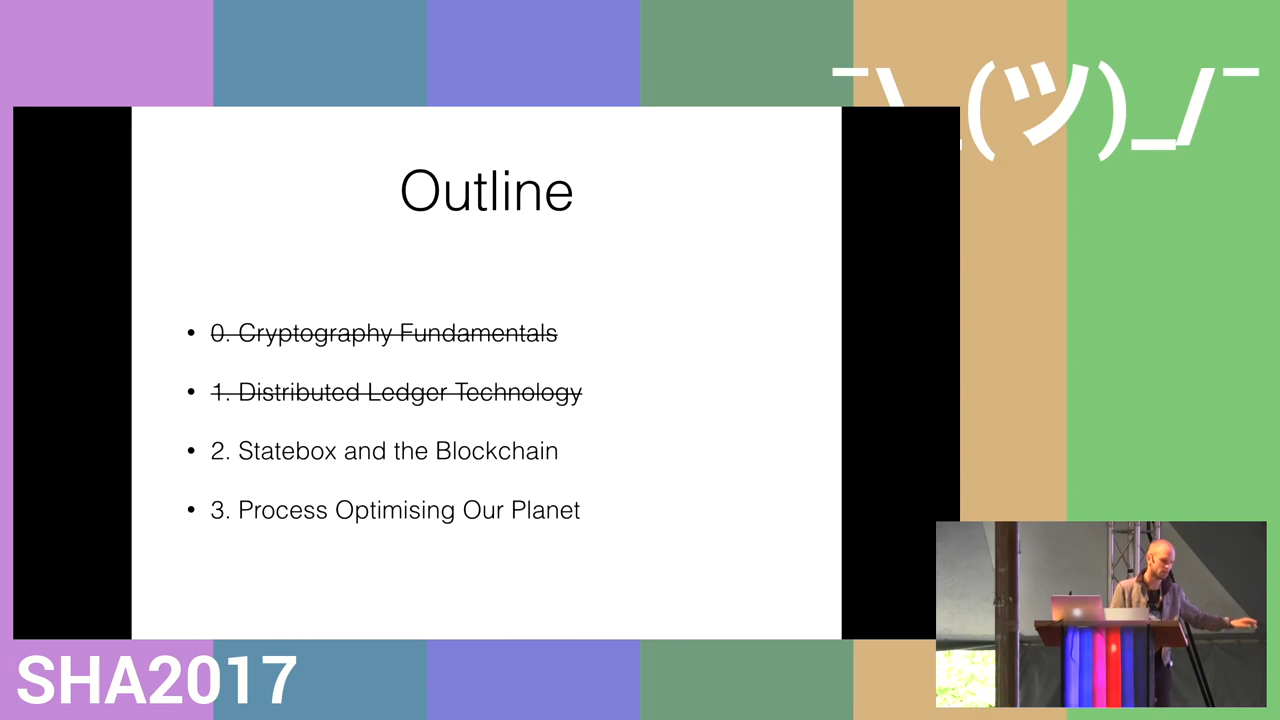 ¯\_(ツ)_/¯
Outline
• 0. Cryptography Fundamentals
• 1. Distributed Ledger Technology
• 2. Statebox and the Blockchain
• 3. Process Optimising Our Planet
SHA2017